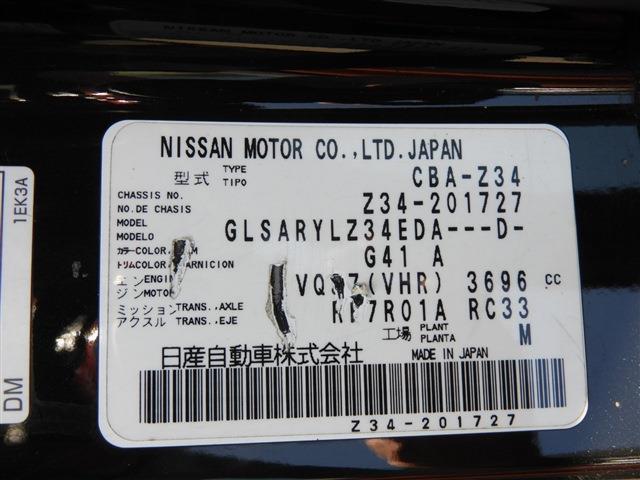 NISSAN MOTOR CO.,LTD.JAPAN
型式 TYPE TIPO CBA-Z34
CHASSIS NO.
NO.DE CHASIS Z34-201727
MODEL
MODELO GLSARYLZ34EDA---D-
カラー COLOR, TRIM
トリム COLOR, GUARNICION G41 A
エン ENGINE
ジン MOTOR (VHR) 3696 cc
ミッション TRANS., AXLE
アクスル TRANS., EJE 7R01A RC33
工場 PLANT PLANTA M
日産自動車株式会社 MADE IN JAPAN
Z34-201727
1EK3A
DM